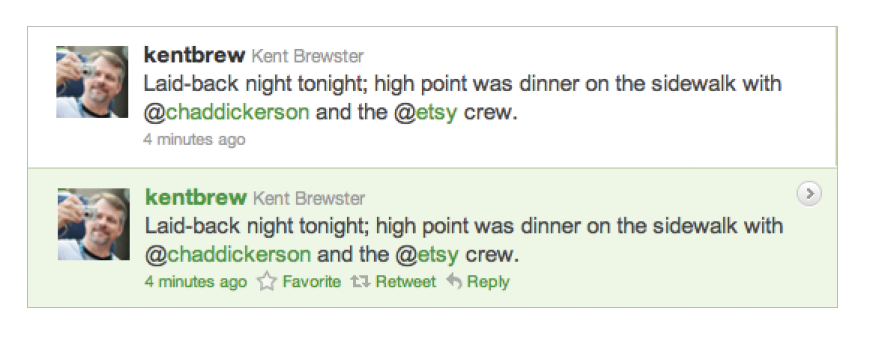 kentbrew Kent Brewster
Laid-back night tonight; high point was dinner on the sidewalk with
@chaddickerson and the @etsy crew.
4 minutes ago
kentbrew Kent Brewster
Laid-back night tonight; high point was dinner on the sidewalk with
@chaddickerson and the @etsy crew.
4 minutes ago Favorite Retweet Reply